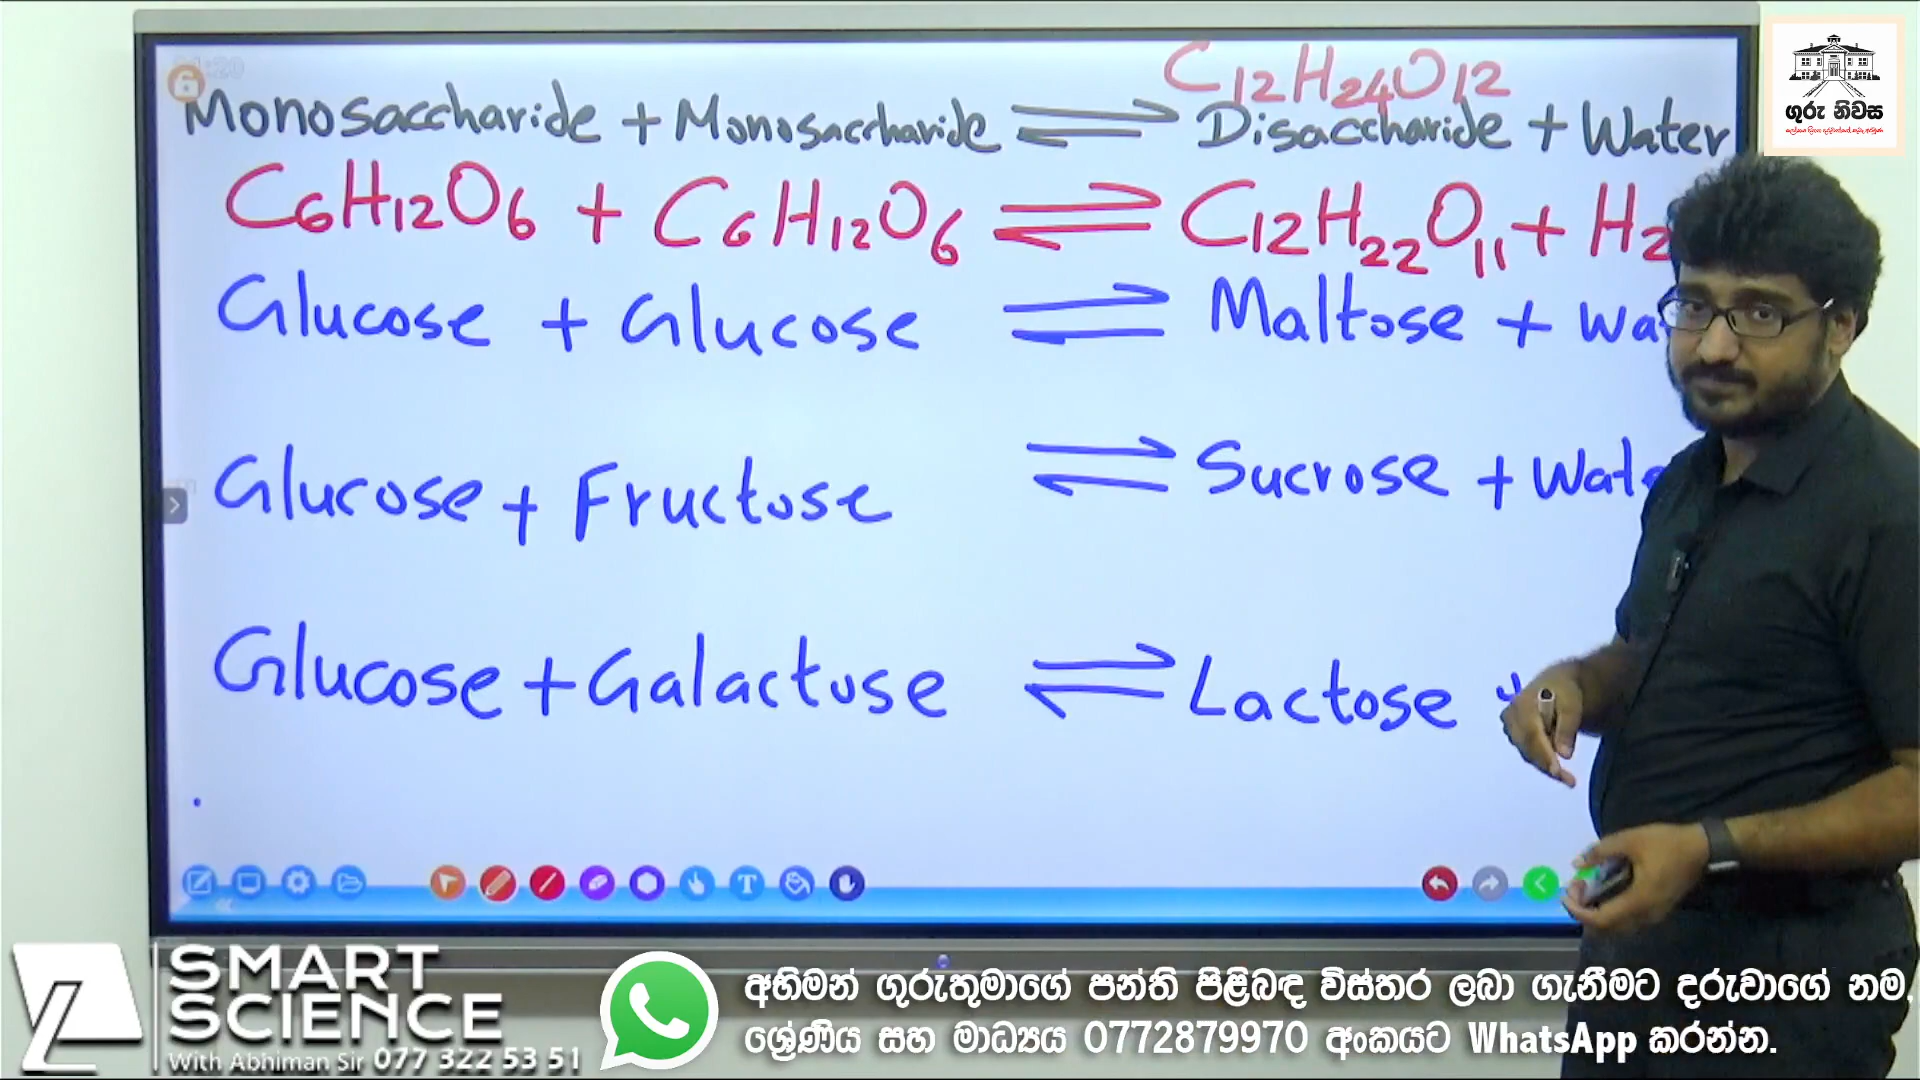 C12H24O12
Monosaccharide + Monosaccharide ⇌ Disaccharide + Water
C6H12O6 + C6H12O6 ⇌ C12H22O11 + H2
Glucose + Glucose ⇌ Maltose + Wa
Glucose + Fructose ⇌ Sucrose + Wate
Glucose + Galactose ⇌ Lactose +
ගුරු නිවස
SMART
SCIENCE
With Abhiman Sir 077 322 53 51
අභිමන් ගුරුතුමාගේ පන්ති පිළිබඳ විස්තර ලබා ගැනීමට දරුවාගේ නම,
ශ්‍රේණිය සහ මාධ්‍යය 0772879970 අංකයට WhatsApp කරන්න.